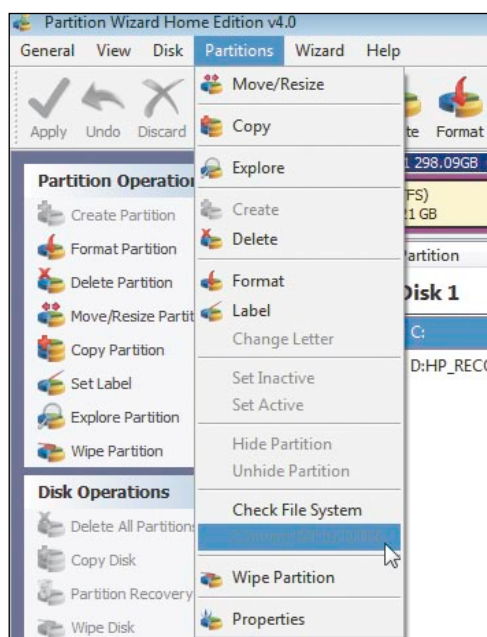 Partition Wizard Home Edition v4.0
General View Disk Partitions Wizard Help
Apply Undo Discard
te Format
Move/Resize
Copy
Explore
Create
Delete
Format
Label
Change Letter
Set Inactive
Set Active
Hide Partition
Unhide Partition
Check File System
Wipe Partition
Properties
Partition Operation
Create Partition
Format Partition
Delete Partition
Move/Resize Partit
Copy Partition
Set Label
Explore Partition
Wipe Partition
Disk Operations
Delete All Partitions
Copy Disk
Partition Recovery
Wipe Disk
1 298.09GB
FS)
1 GB
artition
Disk 1
C:
D:HP_RECO